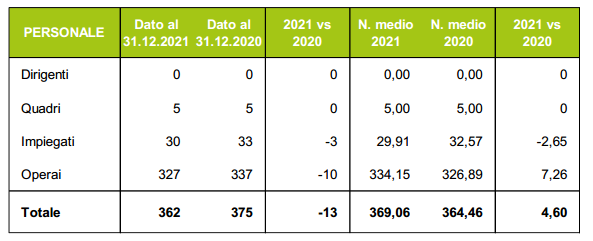 PERSONALE Dato al 31.12.2021 Dato al 31.12.2020 2021 vs 2020 N. medio 2021 N. medio 2020 2021 vs 2020
Dirigenti 0 0 0 0,00 0,00 0
Quadri 5 5 0 5,00 5,00 0
Impiegati 30 33 -3 29,91 32,57 -2,65
Operai 327 337 -10 334,15 326,89 7,26
Totale 362 375 -13 369,06 364,46 4,60